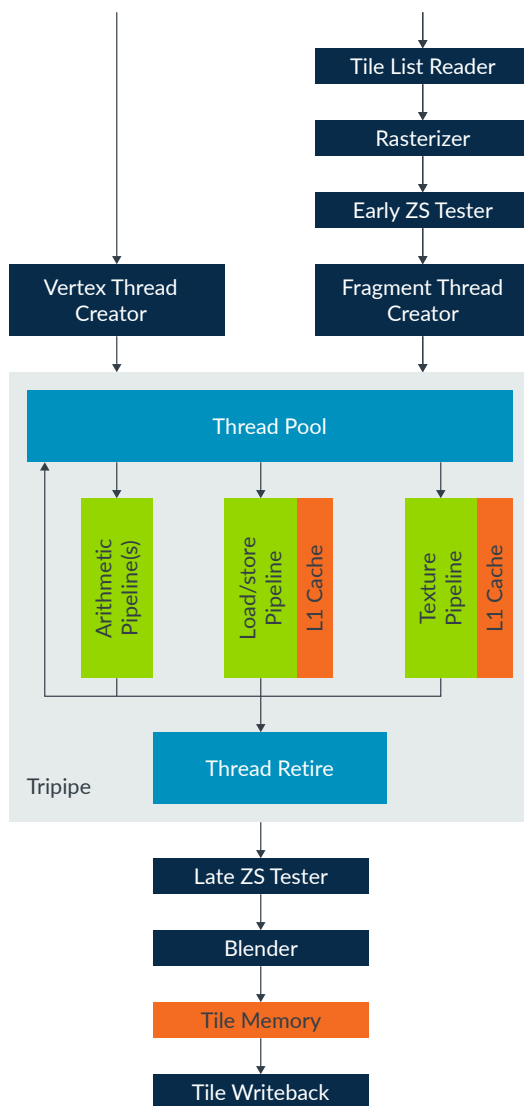 Tile List Reader
Rasterizer
Early ZS Tester
Vertex Thread
Creator
Fragment Thread
Creator
Thread Pool
Arithmetic
Pipeline(s)
Load/store
Pipeline
L1 Cache
Texture
Pipeline
L1 Cache
Thread Retire
Tripipe
Late ZS Tester
Blender
Tile Memory
Tile Writeback